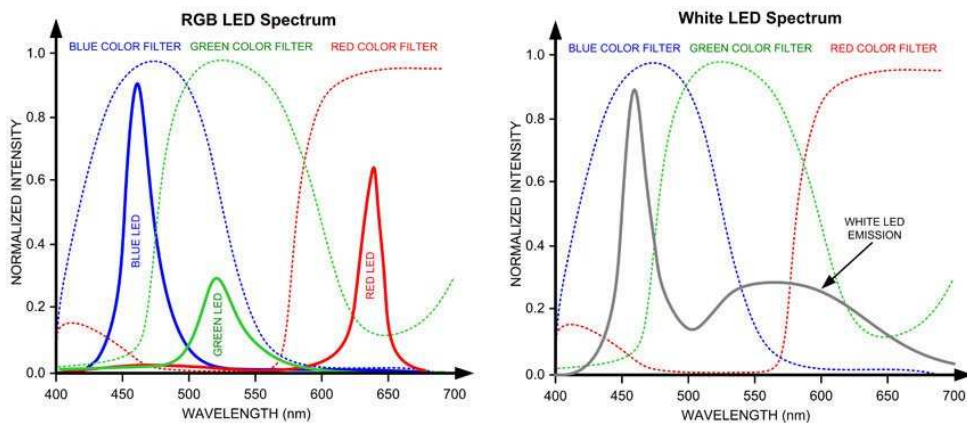 RGB LED Spectrum
BLUE COLOR FILTER GREEN COLOR FILTER RED COLOR FILTER
NORMALIZED INTENSITY
1.0
0.8
0.6
0.4
0.2
0.0
BLUE LED
GREEN LED
RED LED
400 450 500 550 600 650 700
WAVELENGTH (nm)
White LED Spectrum
BLUE COLOR FILTER GREEN COLOR FILTER RED COLOR FILTER
NORMALIZED INTENSITY
1.0
0.8
0.6
0.4
0.2
0.0
WHITE LED
EMISSION
400 450 500 550 600 650 700
WAVELENGTH (nm)